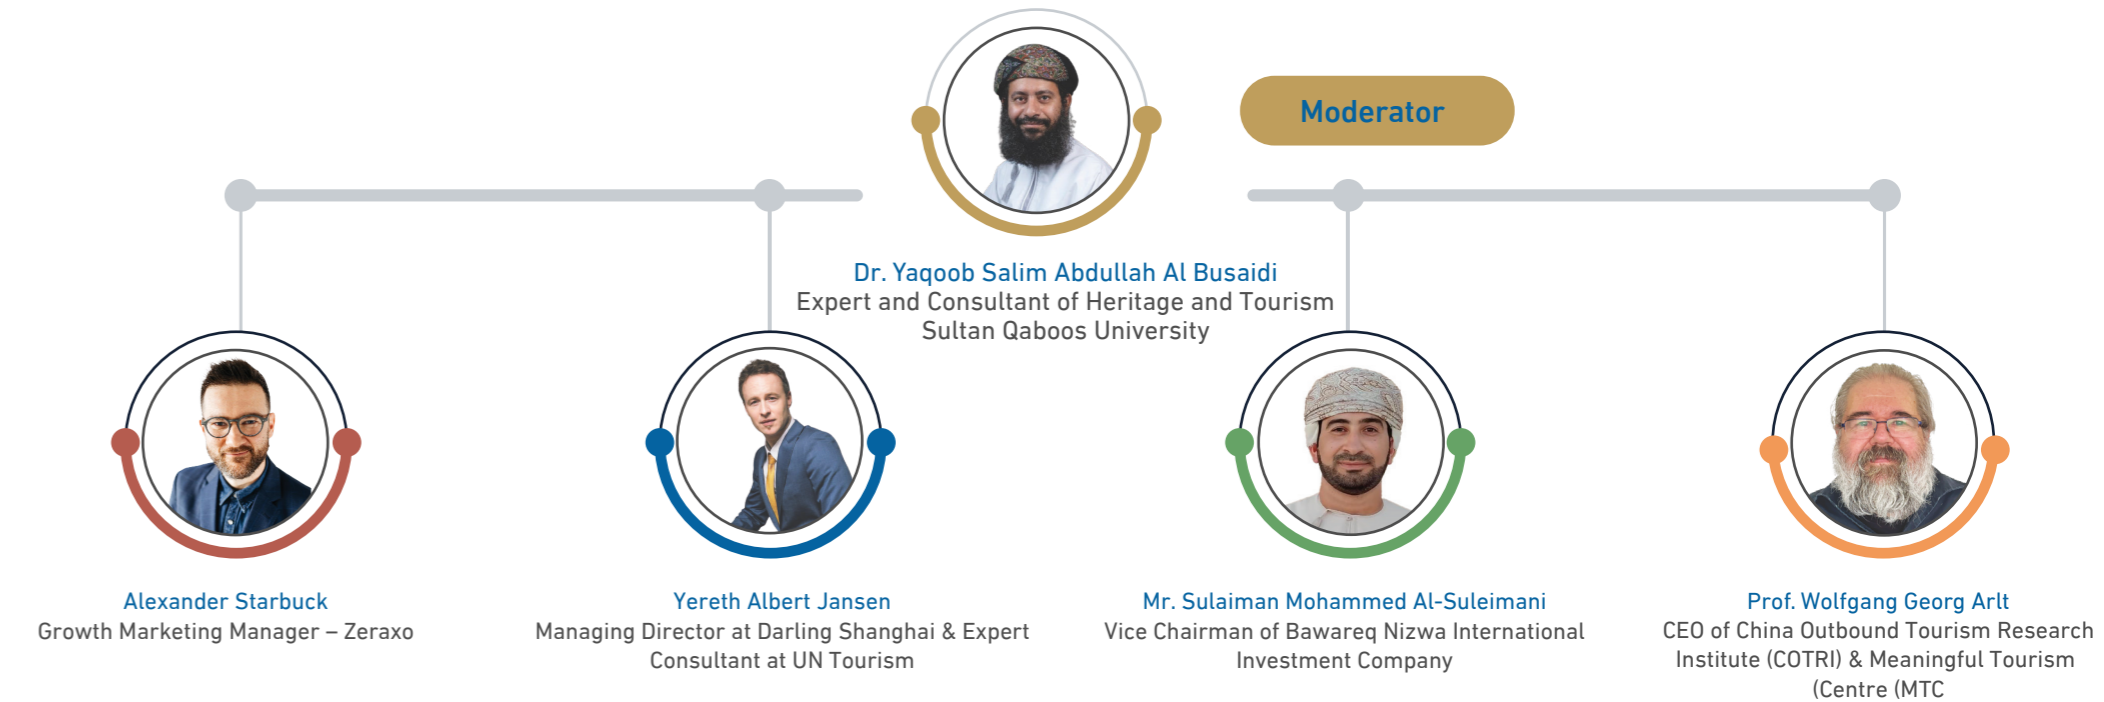 Moderator
Dr. Yaqoob Salim Abdullah Al Busaidi
Expert and Consultant of Heritage and Tourism
Sultan Qaboos University
Alexander Starbuck
Growth Marketing Manager – Zeraxo
Yereth Albert Jansen
Managing Director at Darling Shanghai & Expert
Consultant at UN Tourism
Mr. Sulaiman Mohammed Al-Suleimani
Vice Chairman of Bawareq Nizwa International
Investment Company
Prof. Wolfgang Georg Arlt
CEO of China Outbound Tourism Research
Institute (COTRI) & Meaningful Tourism
(Centre (MTC